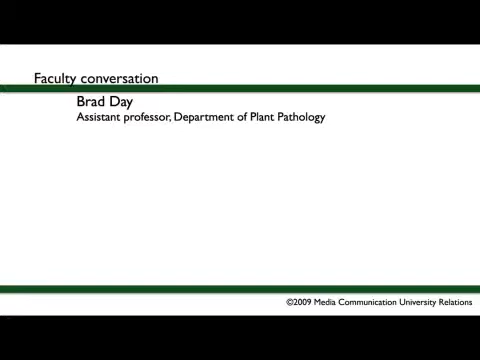 Faculty conversation
Brad Day
Assistant professor, Department of Plant Pathology
©2009 Media Communication University Relations